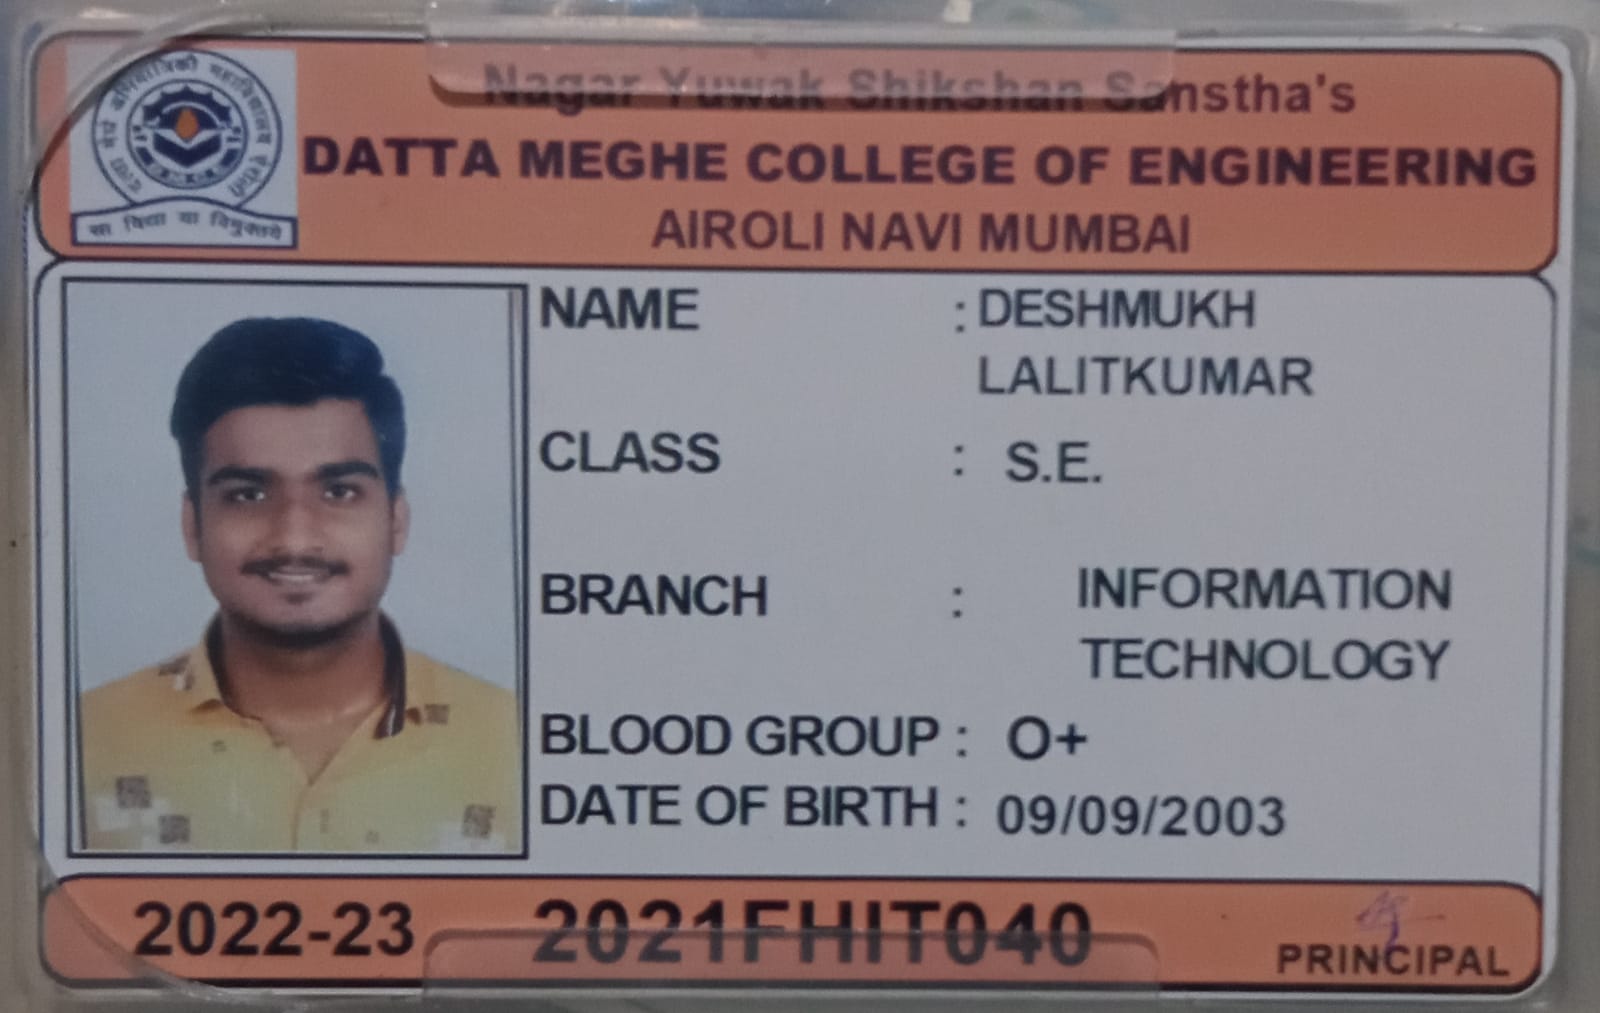 Nagar Yuwak Shikshan Sanstha's
DATTA MEGHE COLLEGE OF ENGINEERING
AIROLI NAVI MUMBAI
सा विद्या या विमुक्तये
NAME : DESHMUKH
LALITKUMAR
CLASS : S.E.
BRANCH : INFORMATION
TECHNOLOGY
BLOOD GROUP : O+
DATE OF BIRTH : 09/09/2003
2022-23 2021FHIT040 PRINCIPAL